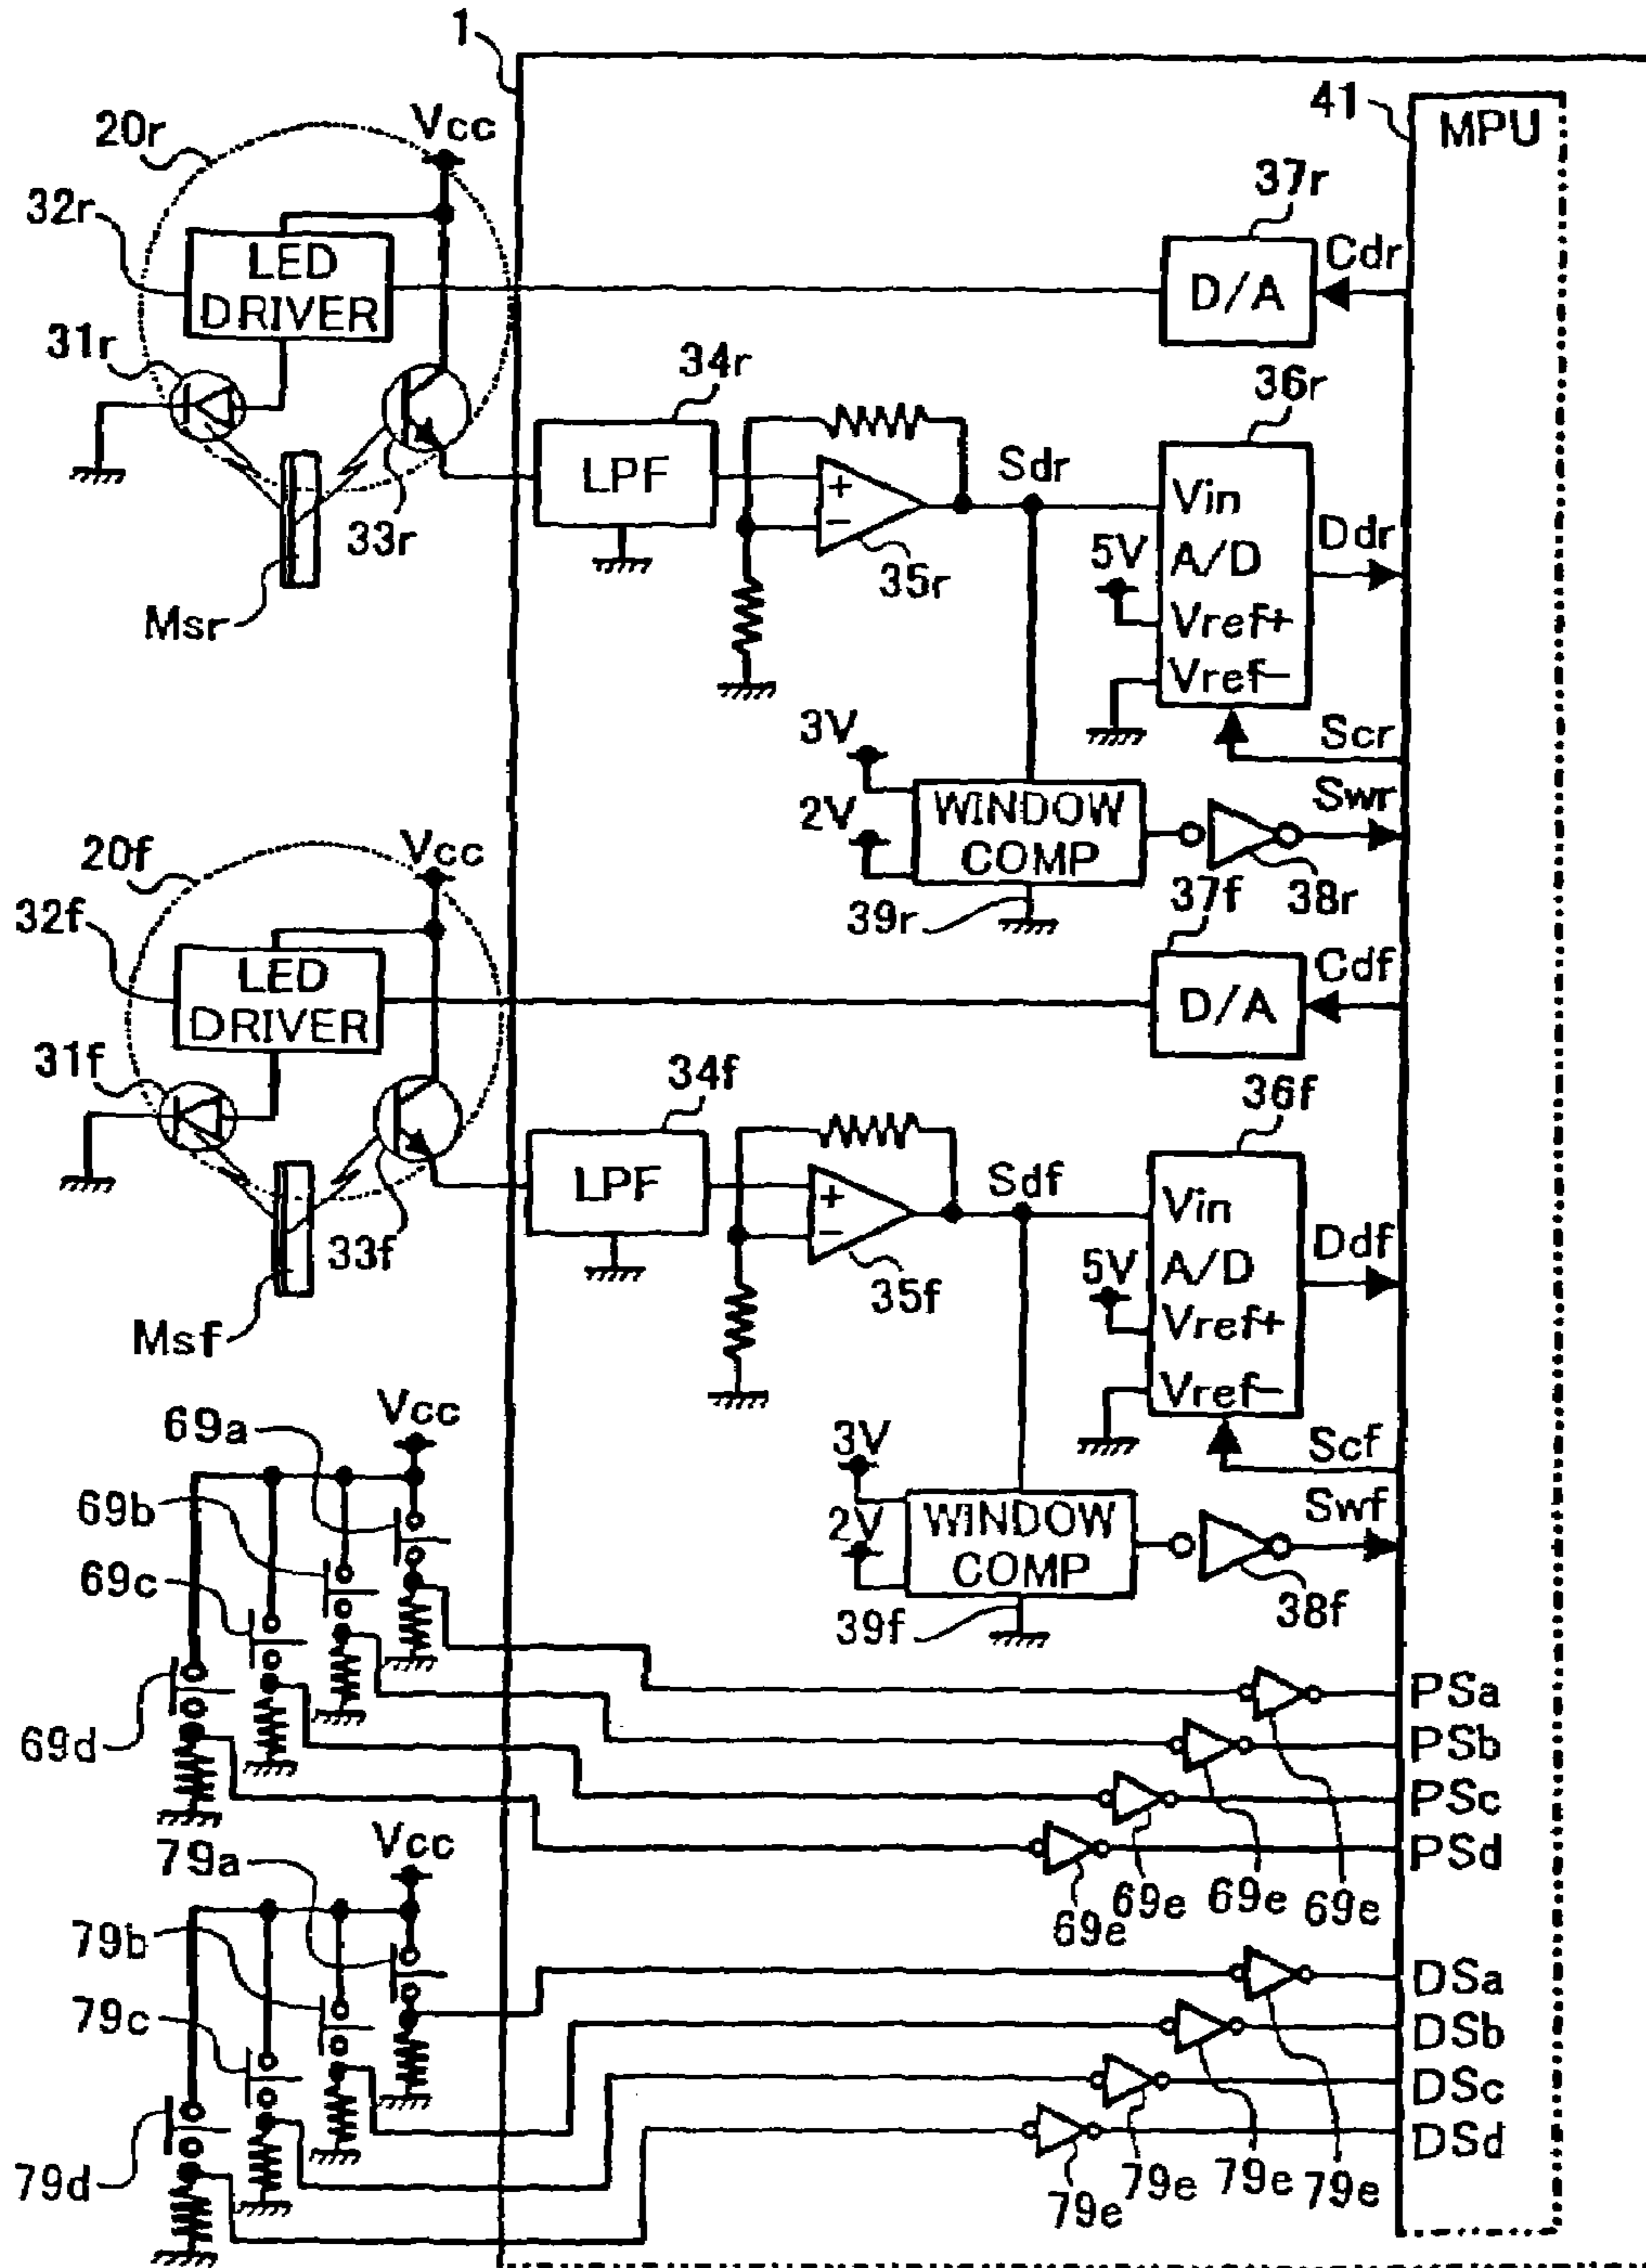 1
41
MPU
20r
Vcc
37r
32r
LED
DRIVER
D/A
Cdr
31r
34r
36r
LPF
+
−
Sdr
Vin
A/D
Vref+
Vref−
5V
Ddr
33r
35r
Msr
Scr
3V
2V
WINDOW
COMP
Swr
39r
38r
20f
Vcc
37f
32f
LED
DRIVER
D/A
Cdf
31f
34f
36f
LPF
+
−
Sdf
Vin
A/D
Vref+
Vref−
5V
Ddf
33f
35f
Msf
Scf
3V
2V
WINDOW
COMP
Swf
39f
38f
Vcc
69a
69b
69c
69d
PSa
PSb
PSc
PSd
69e
69e
69e
69e
Vcc
79a
79b
79c
79d
DSa
DSb
DSc
DSd
79e
79e
79e
79e